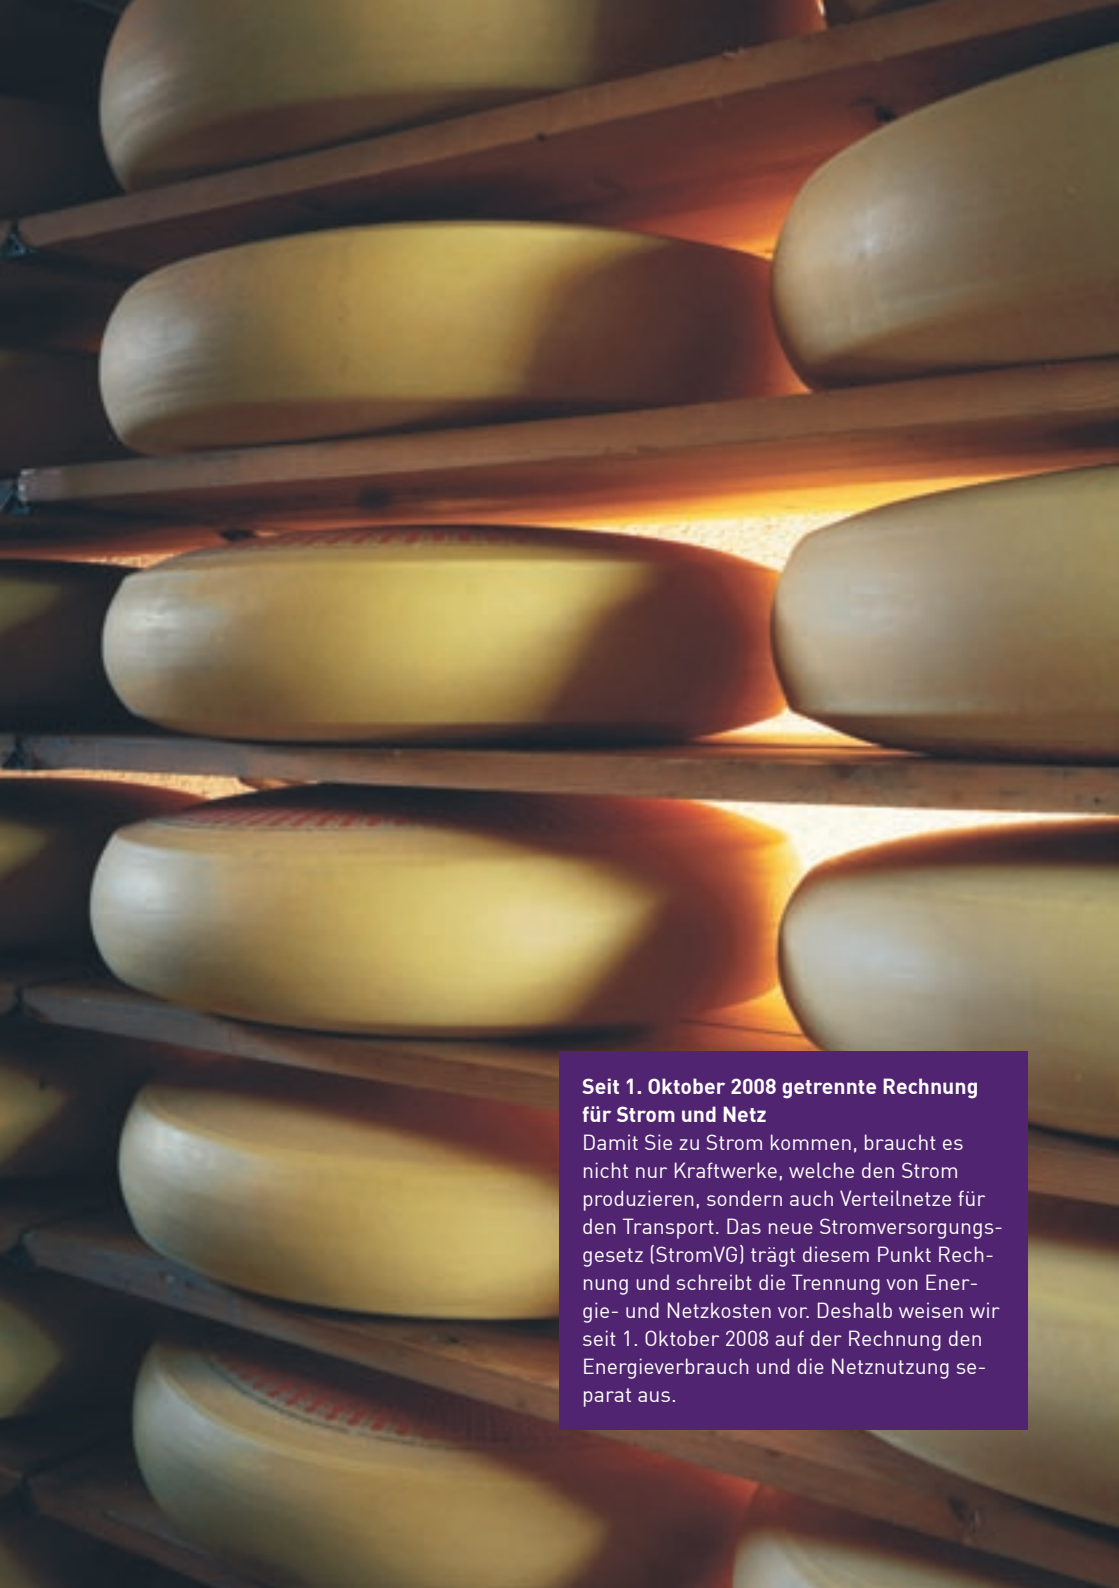 Seit 1. Oktober 2008 getrennte Rechnung
für Strom und Netz
Damit Sie zu Strom kommen, braucht es
nicht nur Kraftwerke, welche den Strom
produzieren, sondern auch Verteilnetze für
den Transport. Das neue Stromversorgungs-
gesetz (StromVG) trägt diesem Punkt Rech-
nung und schreibt die Trennung von Ener-
gie- und Netzkosten vor. Deshalb weisen wir
seit 1. Oktober 2008 auf der Rechnung den
Energieverbrauch und die Netznutzung se-
parat aus.